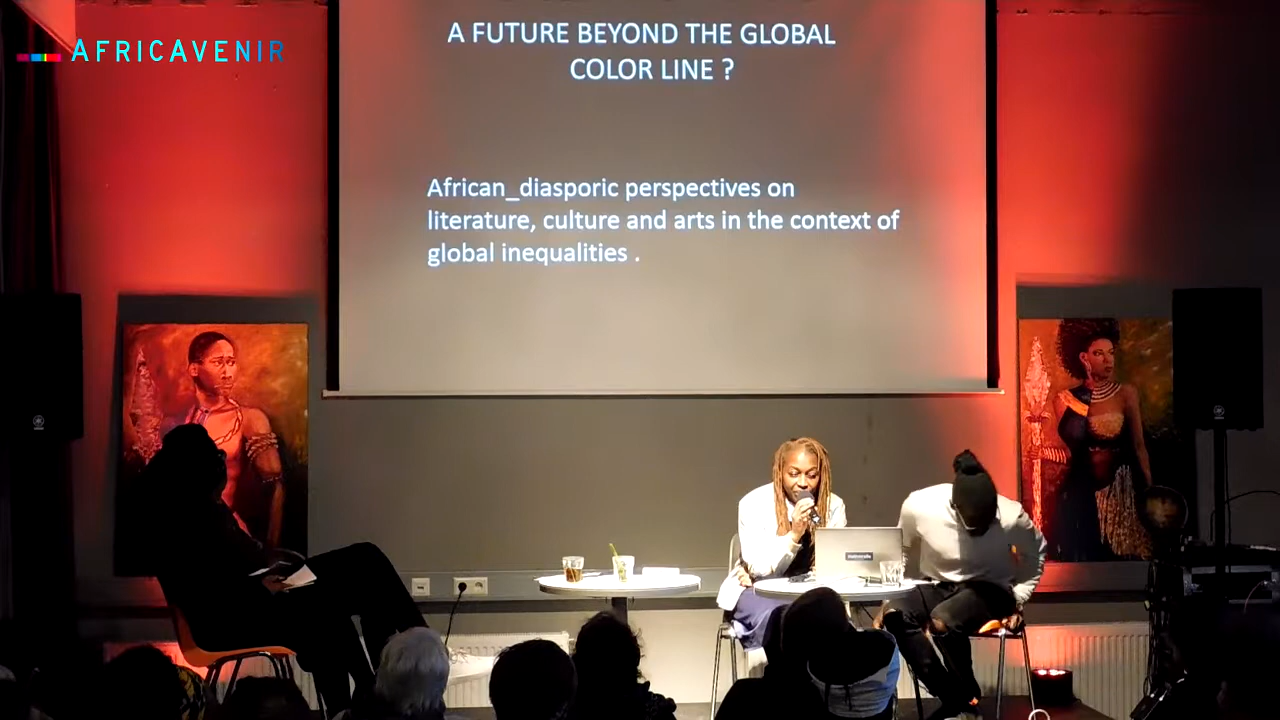 AFRICAVENIR
A FUTURE BEYOND THE GLOBAL
COLOR LINE ?
African_diasporic perspectives on
literature, culture and arts in the context of
global inequalities .